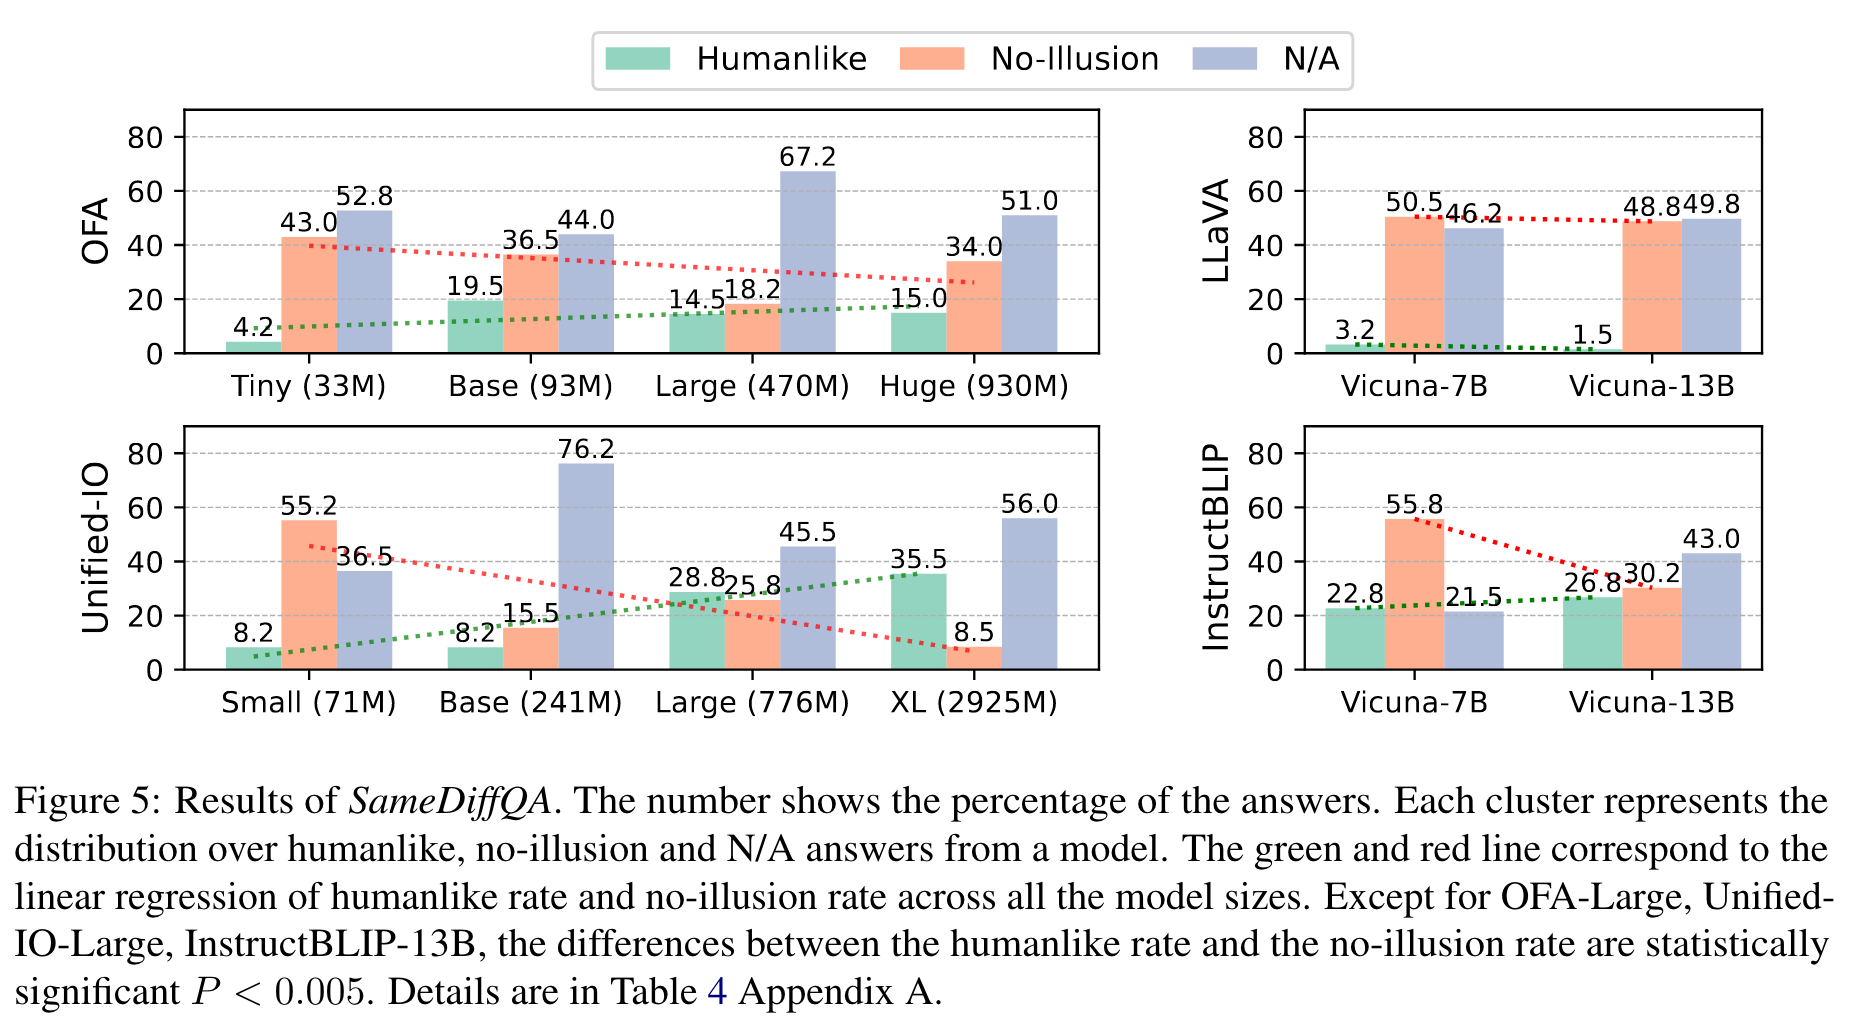 Humanlike No-Illusion N/A
OFA
80
60
40
20
0
4.2 43.0 52.8
19.5 36.5 44.0
14.5 18.2 67.2
15.0 34.0 51.0
Tiny (33M) Base (93M) Large (470M) Huge (930M)
LLaVA
80
60
40
20
0
3.2 50.5 46.2
1.5 48.8 49.8
Vicuna-7B Vicuna-13B
Unified-IO
80
60
40
20
0
8.2 55.2 36.5
8.2 15.5 76.2
28.8 25.8 45.5
35.5 8.5 56.0
Small (71M) Base (241M) Large (776M) XL (2925M)
InstructBLIP
80
60
40
20
0
22.8 55.8 21.5
26.8 30.2 43.0
Vicuna-7B Vicuna-13B
Figure 5: Results of SameDiffQA. The number shows the percentage of the answers. Each cluster represents the
distribution over humanlike, no-illusion and N/A answers from a model. The green and red line correspond to the
linear regression of humanlike rate and no-illusion rate across all the model sizes. Except for OFA-Large, Unified-
IO-Large, InstructBLIP-13B, the differences between the humanlike rate and the no-illusion rate are statistically
significant P < 0.005. Details are in Table 4 Appendix A.